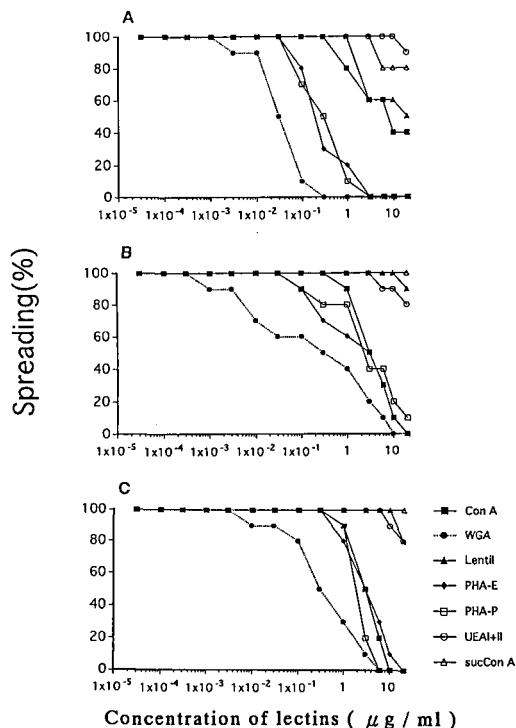 A
100
80
60
40
20
0
1x10⁻⁵ 1x10⁻⁴ 1x10⁻³ 1x10⁻² 1x10⁻¹ 1 10
B
100
80
60
40
20
0
1x10⁻⁵ 1x10⁻⁴ 1x10⁻³ 1x10⁻² 1x10⁻¹ 1 10
Spreading(%)
C
100
80
60
40
20
0
1x10⁻⁵ 1x10⁻⁴ 1x10⁻³ 1x10⁻² 1x10⁻¹ 1 10
Con A
WGA
Lentil
PHA-E
PHA-P
UEAI+II
sucCon A
Concentration of lectins ( μg / ml )